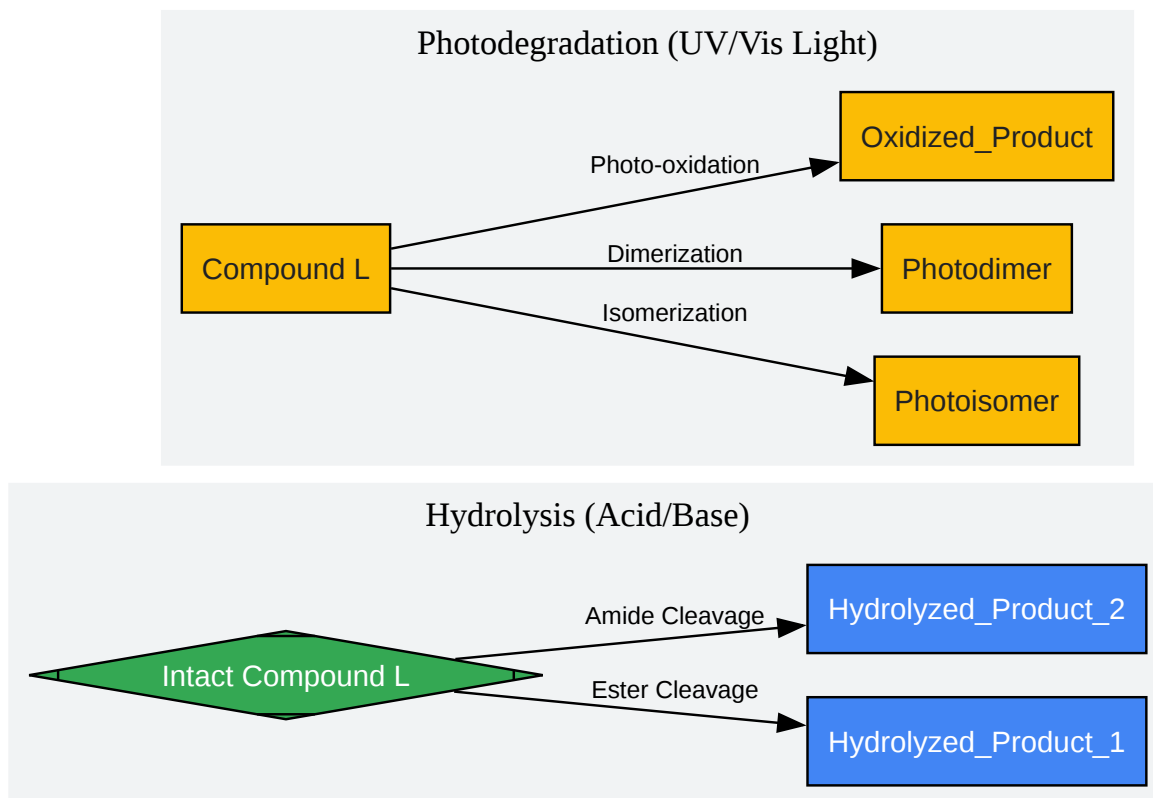 Photodegradation (UV/Vis Light)
Compound L
Photo-oxidation
Oxidized_Product
Dimerization
Photodimer
Isomerization
Photoisomer
Hydrolysis (Acid/Base)
Intact Compound L
Amide Cleavage
Hydrolyzed_Product_2
Ester Cleavage
Hydrolyzed_Product_1